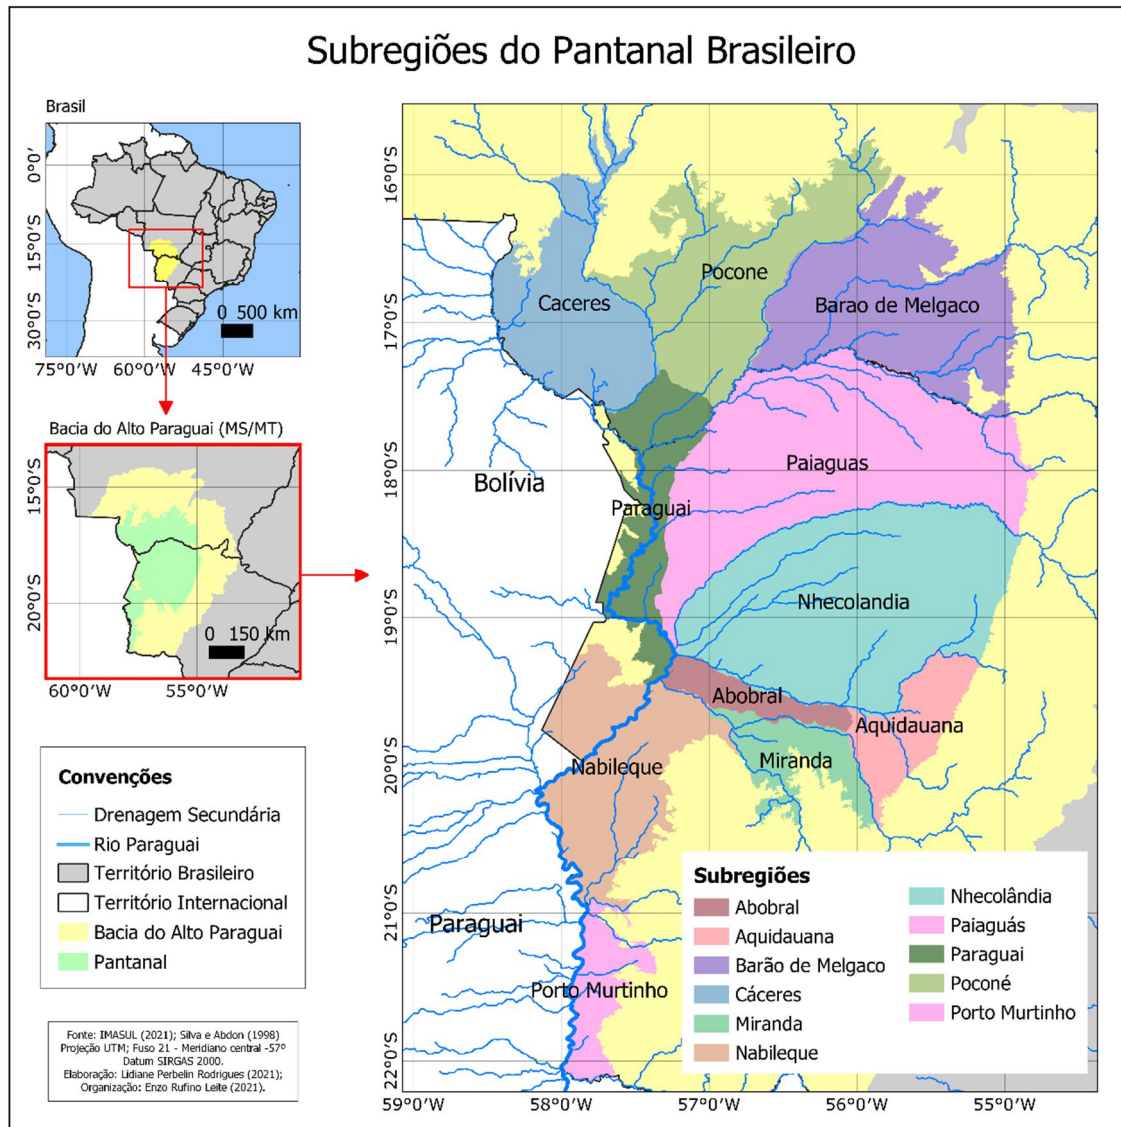 Subregiões do Pantanal Brasileiro
Brasil
0°0'
15°0'S
30°0'S
0 500 km
75°0'W 60°0'W 45°0'W
Bacia do Alto Paraguai (MS/MT)
15°0'S
20°0'S
0 150 km
60°0'W 55°0'W
Convenções
Drenagem Secundária
Rio Paraguai
Território Brasileiro
Território Internacional
Bacia do Alto Paraguai
Pantanal
Fonte: IMASUL (2021); Silva e Abdon (1998)
Projeção UTM; Fuso 21 - Meridiano central -57º
Datum SIRGAS 2000.
Elaboração: Lidiane Perbelin Rodrigues (2021);
Organização: Enzo Rufino Leite (2021).
16°0'S
17°0'S
18°0'S
19°0'S
20°0'S
21°0'S
22°0'S
Pocone
Caceres
Barao de Melgaco
Paiaguas
Bolívia
Paraguai
Nhecolandia
Abobral
Aquidauana
Miranda
Nabileque
Paraguai
Porto Murtinho
Subregiões
Abobral
Aquidauana
Barão de Melgaco
Cáceres
Miranda
Nabileque
Nhecolândia
Paiaguás
Paraguai
Poconé
Porto Murtinho
59°0'W 58°0'W 57°0'W 56°0'W 55°0'W